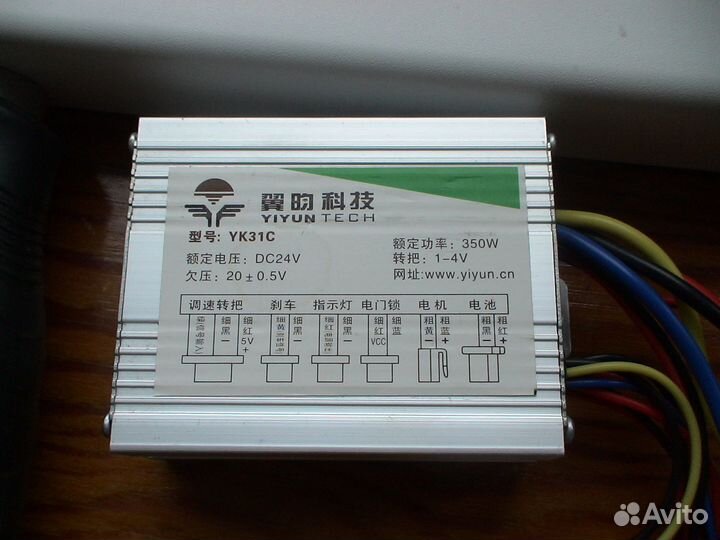 翼昀科技
YIYUN TECH
型号: YK31C
额定电压: DC24V
额定功率: 350W
欠压: 20±0.5V
转把: 1-4V
网址: www.yiyun.cn
调速转把 刹车 指示灯 电门锁 电机 电池
细黑 − 细红 5V + 细黑 − 细黑 − 细红 VCC 细蓝 粗黄 − 粗蓝 + 粗黑 − 粗红 +
Avito